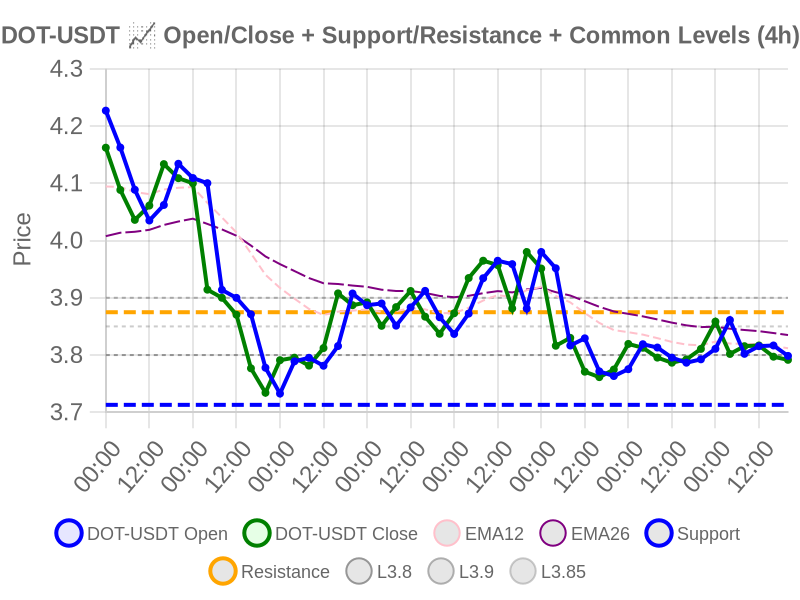 DOT-USDT 📈 Open/Close + Support/Resistance + Common Levels (4h)
4.3
4.2
4.1
4.0
3.9
3.8
3.7
Price
00:00 12:00 00:00 12:00 00:00 12:00 00:00 12:00 00:00 12:00 00:00 12:00 00:00 12:00 00:00 12:00
DOT-USDT Open DOT-USDT Close EMA12 EMA26 Support
Resistance L3.8 L3.9 L3.85